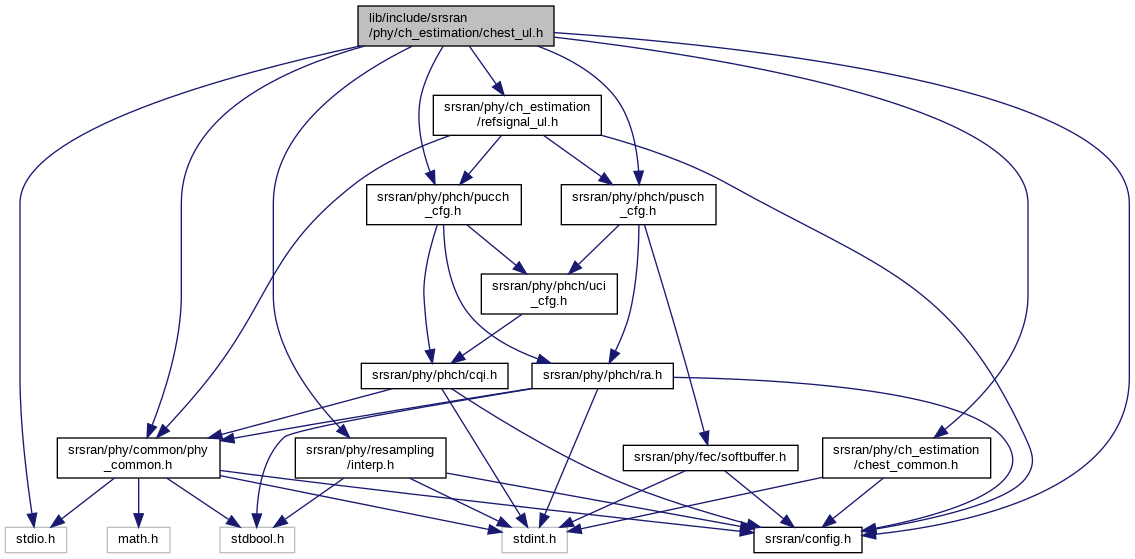 lib/include/srsran
/phy/ch_estimation/chest_ul.h
srsran/phy/ch_estimation
/refsignal_ul.h
srsran/phy/phch/pucch
_cfg.h
srsran/phy/phch/pusch
_cfg.h
srsran/phy/phch/uci
_cfg.h
srsran/phy/phch/cqi.h
srsran/phy/phch/ra.h
srsran/phy/common/phy
_common.h
srsran/phy/resampling
/interp.h
srsran/phy/fec/softbuffer.h
srsran/phy/ch_estimation
/chest_common.h
stdio.h
math.h
stdbool.h
stdint.h
srsran/config.h